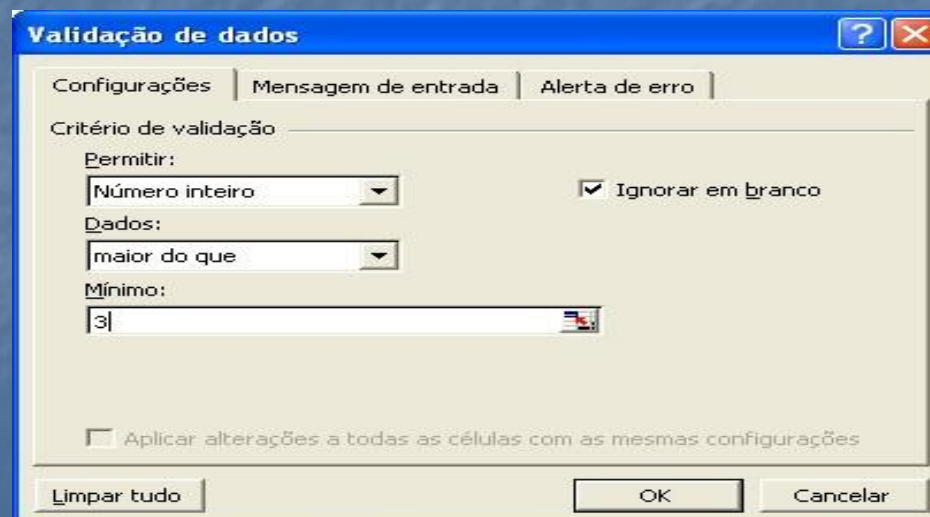 Validação de dados
Configurações Mensagem de entrada Alerta de erro
Critério de validação
Permitir:
Número inteiro Ignorar em branco
Dados:
maior do que
Mínimo:
3
Aplicar alterações a todas as células com as mesmas configurações
Limpar tudo OK Cancelar